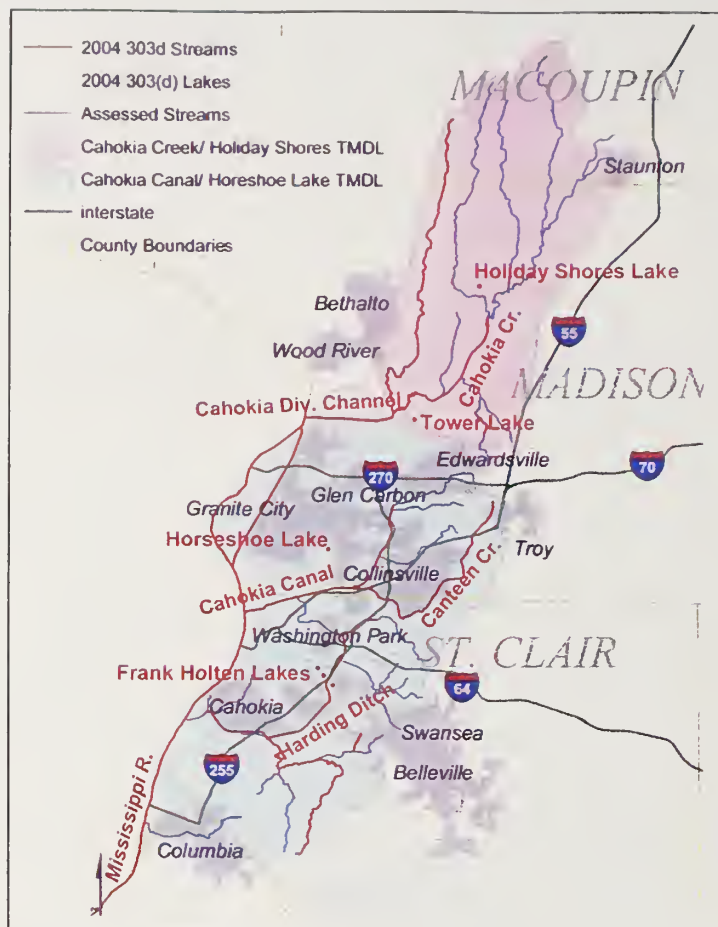 2004 303d Streams
2004 303(d) Lakes
Assessed Streams
Cahokia Creek/ Holiday Shores TMDL
Cahokia Canal/ Horeshoe Lake TMDL
interstate
County Boundaries
MACOUPIN
Staunton
Holiday Shores Lake
Bethalto
55
Wood River
Cahokia Cr.
MADISON
Cahokia Div. Channel
Tower Lake
Edwardsville
270
70
Glen Carbon
Granite City
Horseshoe Lake
Troy
Collinsville
Cahokia Canal
Canteen Cr.
Washington Park
ST. CLAIR
Frank Holten Lakes
64
Cahokia
Harding Ditch
Swansea
255
Belleville
Mississippi R.
Columbia